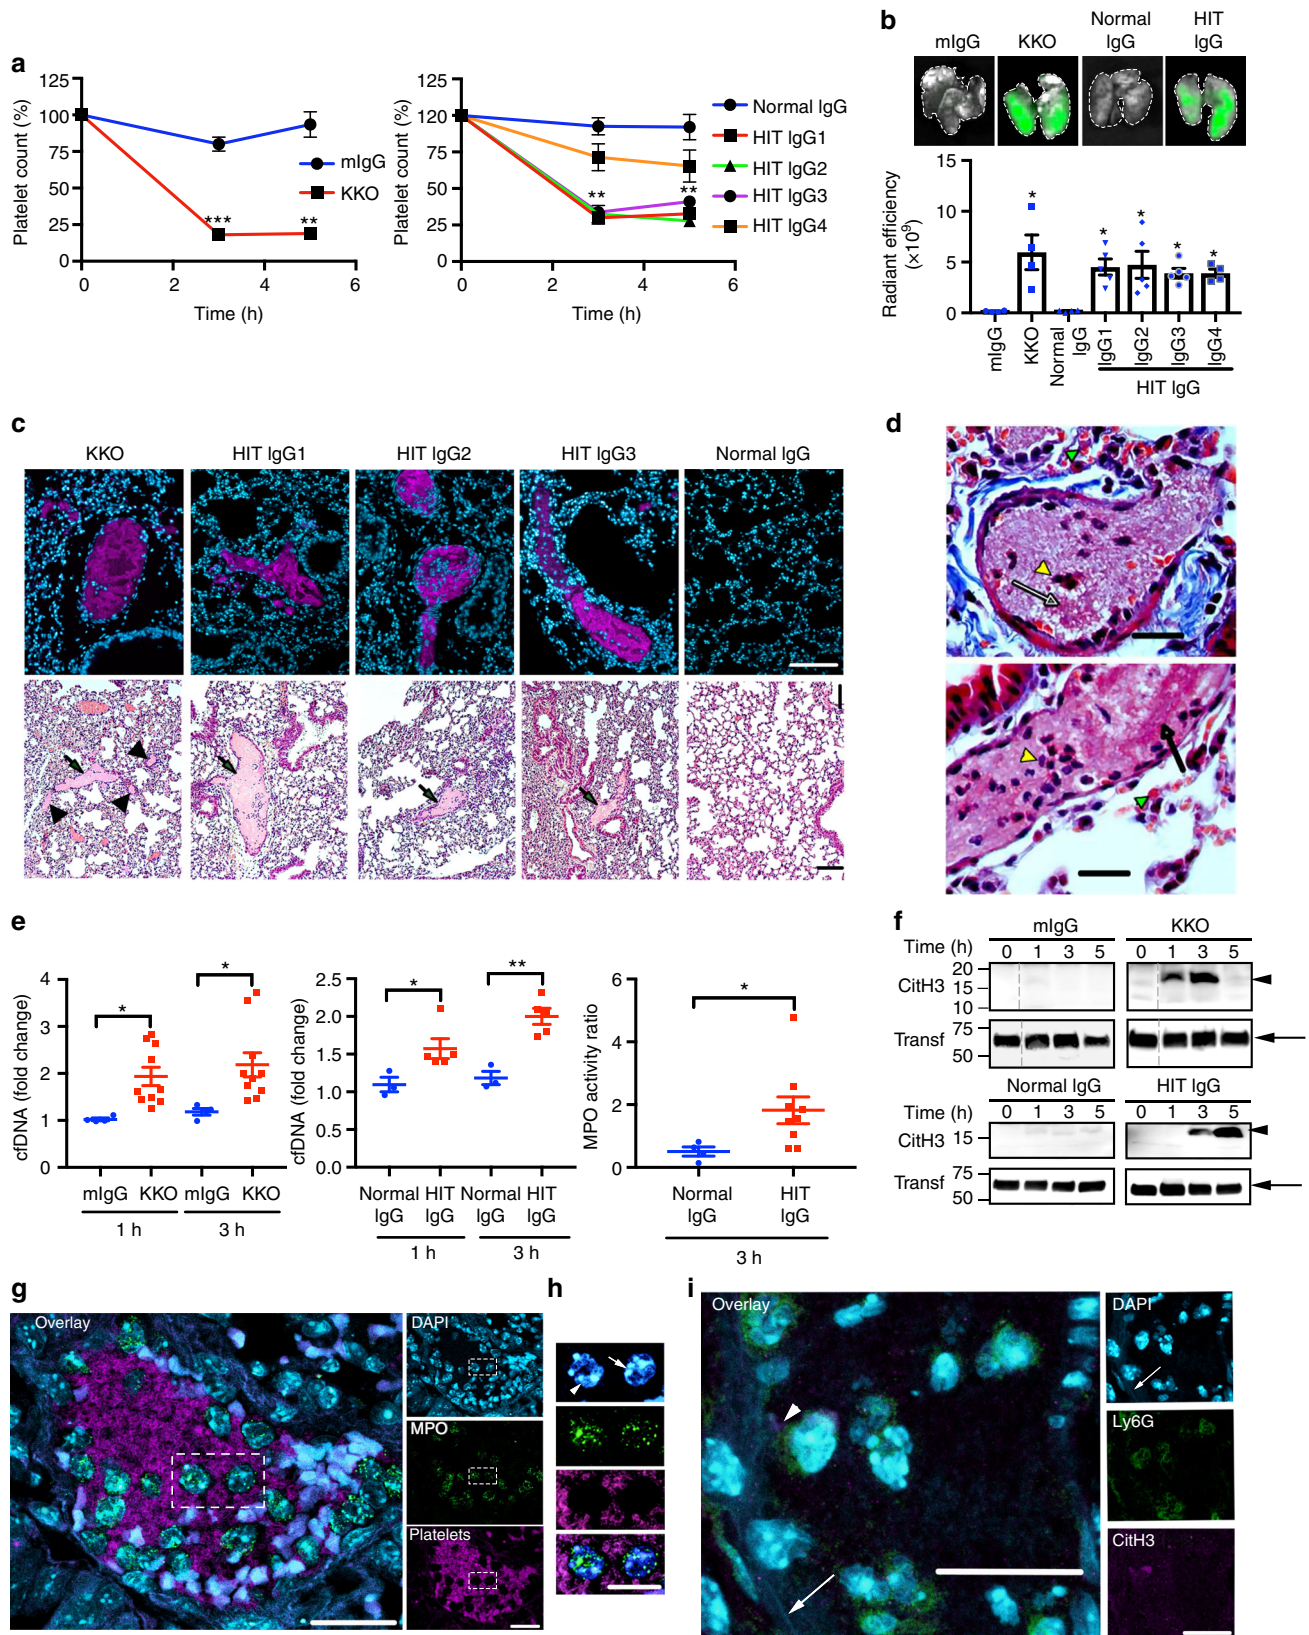 a
Platelet count (%)
125
100
75
50
25
0
0 2 4 6
Time (h)
mIgG
KKO
***
**
Platelet count (%)
125
100
75
50
25
0
0 2 4 6
Time (h)
**
**
Normal IgG
HIT IgG1
HIT IgG2
HIT IgG3
HIT IgG4
b
mIgG
KKO
Normal
IgG
HIT
IgG
Radiant efficiency
(×10⁹)
15
10
5
0
* * * * *
mIgG
KKO
Normal
IgG
IgG1
IgG2
IgG3
IgG4
HIT IgG
c
KKO
HIT IgG1
HIT IgG2
HIT IgG3
Normal IgG
d
e
cfDNA (fold change)
4
3
2
1
0
*
*
mIgG KKO mIgG KKO
1 h 3 h
cfDNA (fold change)
2.5
2.0
1.5
1.0
0.5
0.0
*
**
Normal HIT Normal HIT
IgG IgG IgG IgG
1 h 3 h
MPO activity ratio
6
4
2
0
*
Normal HIT
IgG IgG
3 h
f
mIgG KKO
Time (h) 0 1 3 5 0 1 3 5
CitH3
20
15
10
Transf
75
50
Normal IgG HIT IgG
Time (h) 0 1 3 5 0 1 3 5
CitH3
15
Transf
75
50
g
Overlay
DAPI
MPO
Platelets
h
i
Overlay
DAPI
Ly6G
CitH3